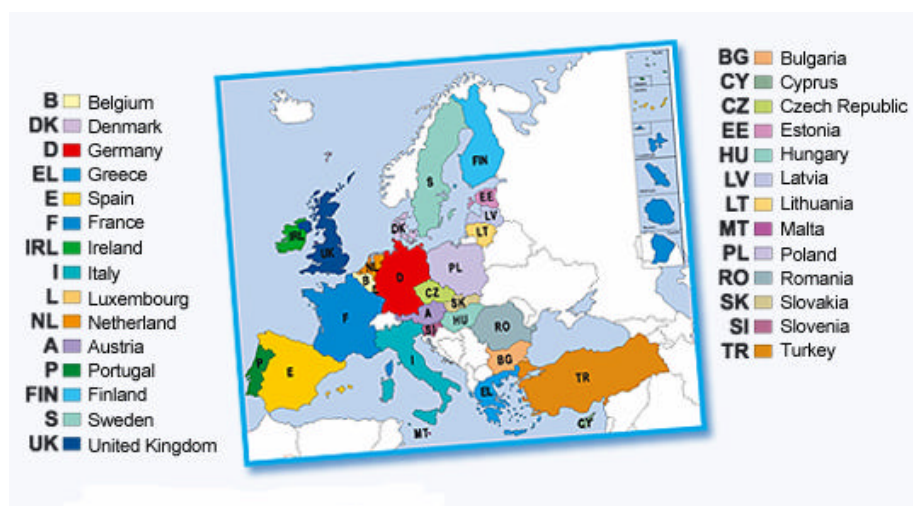 B Belgium
DK Denmark
D Germany
EL Greece
E Spain
F France
IRL Ireland
I Italy
L Luxembourg
NL Netherland
A Austria
P Portugal
FIN Finland
S Sweden
UK United Kingdom
FIN
S
EE
LV
LT
DK
IRL
UK
NL
B
D
PL
CZ
SK
A
HU
SI
F
RO
I
BG
P
E
EL
TR
MT
CY
BG Bulgaria
CY Cyprus
CZ Czech Republic
EE Estonia
HU Hungary
LV Latvia
LT Lithuania
MT Malta
PL Poland
RO Romania
SK Slovakia
SI Slovenia
TR Turkey